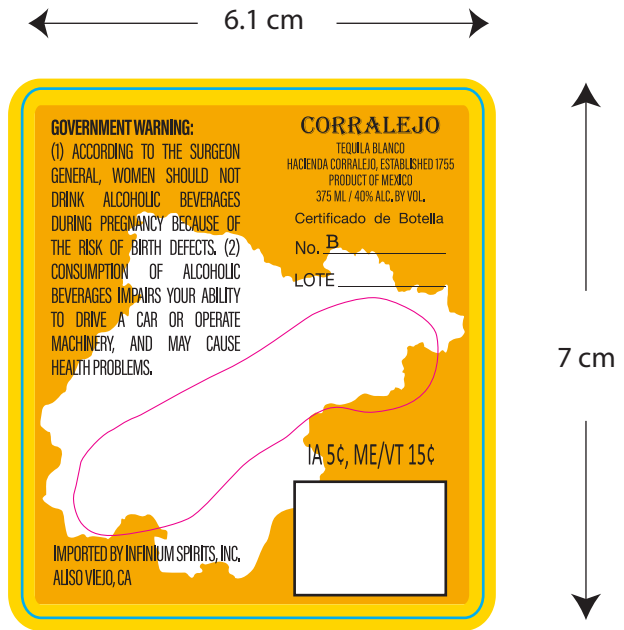 6.1 cm
GOVERNMENT WARNING:
(1) ACCORDING TO THE SURGEON
GENERAL, WOMEN SHOULD NOT
DRINK ALCOHOLIC BEVERAGES
DURING PREGNANCY BECAUSE OF
THE RISK OF BIRTH DEFECTS. (2)
CONSUMPTION OF ALCOHOLIC
BEVERAGES IMPAIRS YOUR ABILITY
TO DRIVE A CAR OR OPERATE
MACHINERY, AND MAY CAUSE
HEALTH PROBLEMS.
CORRALEJO
TEQUILA BLANCO
HACIENDA CORRALEJO, ESTABLISHED 1755
PRODUCT OF MEXICO
375 ML / 40% ALC. BY VOL.
Certificado de Botella
No. B
LOTE
7 cm
IA 5¢, ME/VT 15¢
IMPORTED BY INFINIUM SPIRITS, INC.
ALISO VIEJO, CA